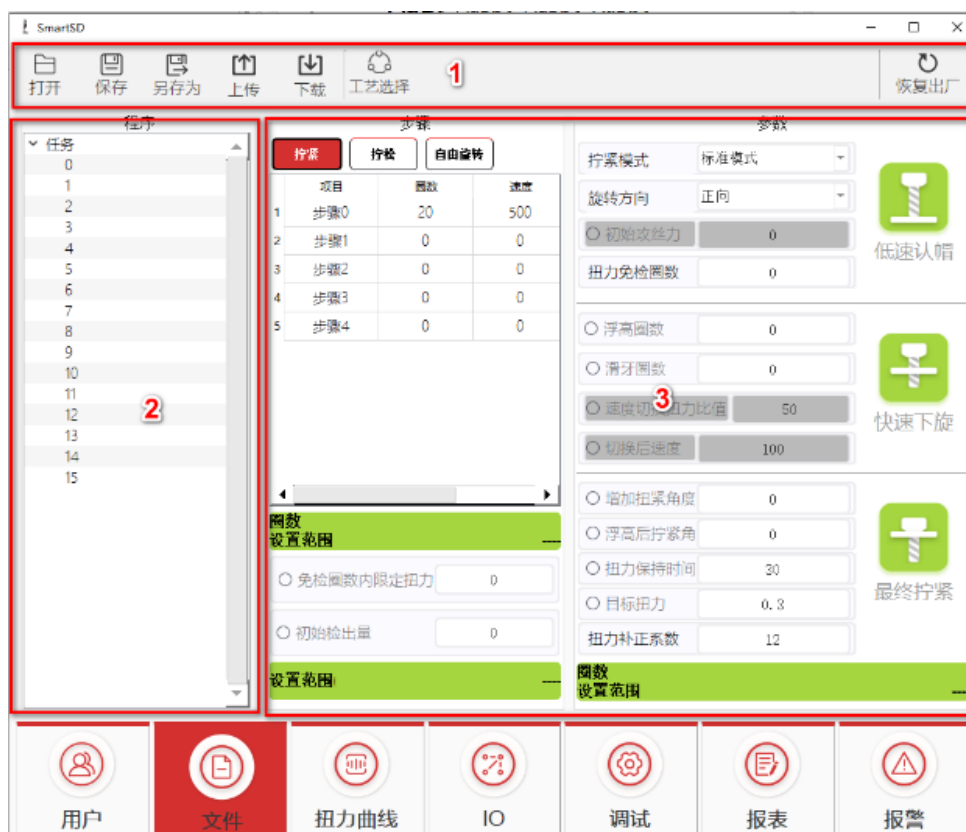 SmartSD
打开 保存 另存为 上传 下载 工艺选择 恢复出厂
1
程序
任务
0
1
2
3
4
5
6
7
8
9
10
11
12
13
14
15
2
步骤
拧紧 拧松 自由旋转
项目 圈数 速度
1 步骤0 20 500
2 步骤1 0 0
3 步骤2 0 0
4 步骤3 0 0
5 步骤4 0 0
圈数
设置范围 ----
免检圈数内限定扭力 0
初始检出量 0
设置范围 ----
参数
拧紧模式 标准模式
旋转方向 正向
初始攻丝力 0
扭力免检圈数 0
低速认帽
浮高圈数 0
滑牙圈数 0
3
速度切换扭力比值 50
切换后速度 100
快速下旋
增加扭紧角度 0
浮高后拧紧角 0
扭力保持时间 30
目标扭力 0.3
扭力补正系数 12
最终拧紧
圈数
设置范围 ----
用户 文件 扭力曲线 IO 调试 报表 报警